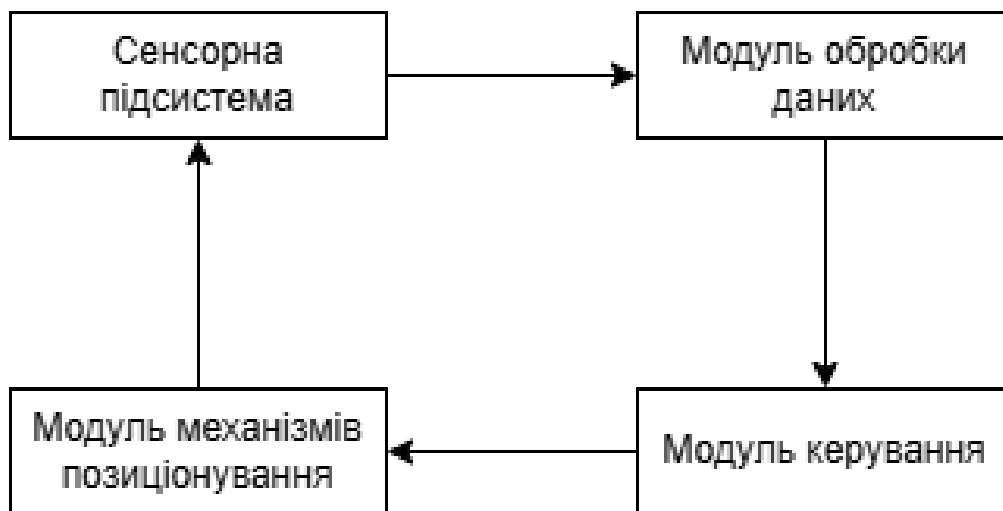 Сенсорна
підсистема
Модуль обробки
даних
Модуль механізмів
позиціонування
Модуль керування